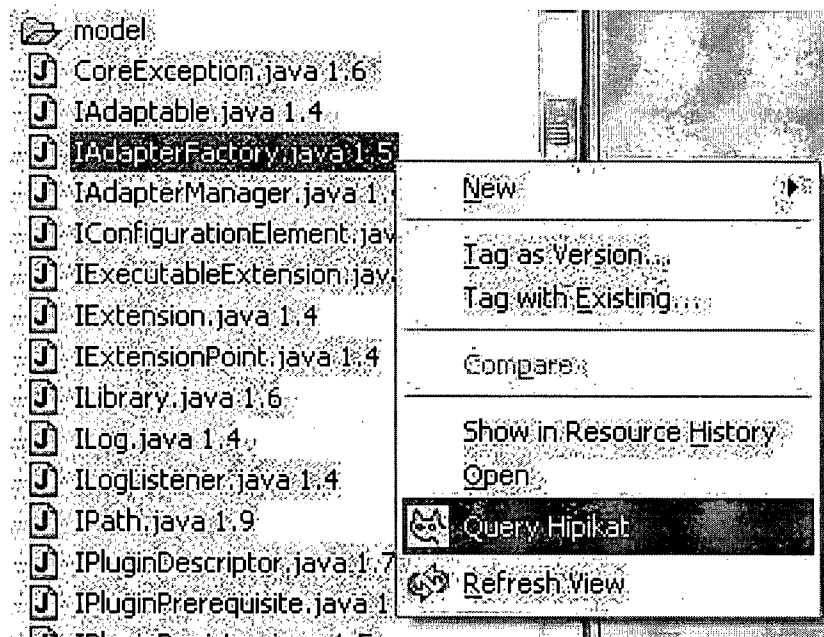 model
CoreException.java 1.6
IAdaptable.java 1.4
IAdapterFactory.java 1.5
IAdapterManager.java 1.
IConfigurationElement.jav
IExecutableExtension.jav
IExtension.java 1.4
IExtensionPoint.java 1.4
ILibrary.java 1.6
ILog.java 1.4
ILogListener.java 1.4
IPath.java 1.9
IPluginDescriptor.java 1.7
IPluginPrerequisite.java 1
New
Tag as Version...
Tag with Existing...
Compare
Show in Resource History
Open
Query Hipikat
Refresh View